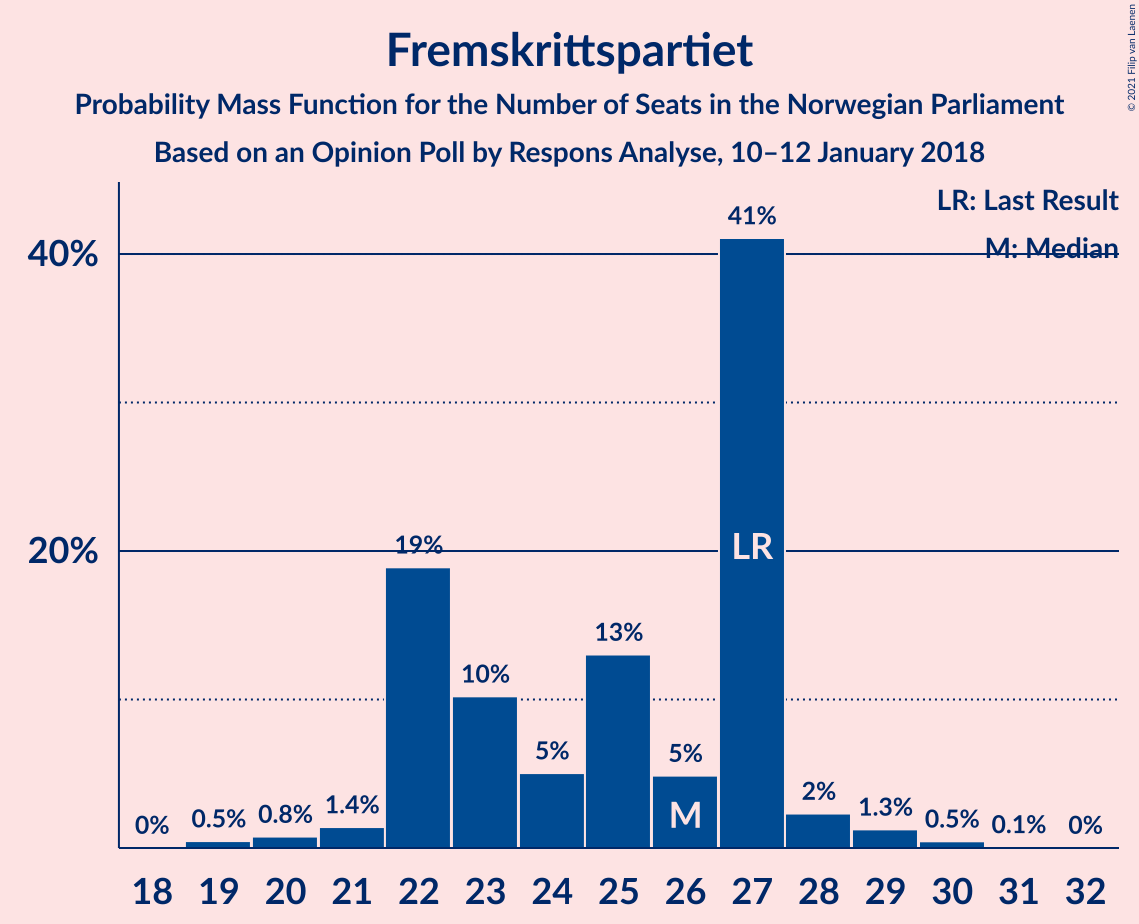 Fremskrittspartiet
Probability Mass Function for the Number of Seats in the Norwegian Parliament
Based on an Opinion Poll by Respons Analyse, 10–12 January 2018
© 2021 Filip van Laenen
LR: Last Result
M: Median
40%
20%
0%
0.5%
0.8%
1.4%
19%
10%
5%
13%
5%
41%
2%
1.3%
0.5%
0.1%
0%
LR
M
18 19 20 21 22 23 24 25 26 27 28 29 30 31 32